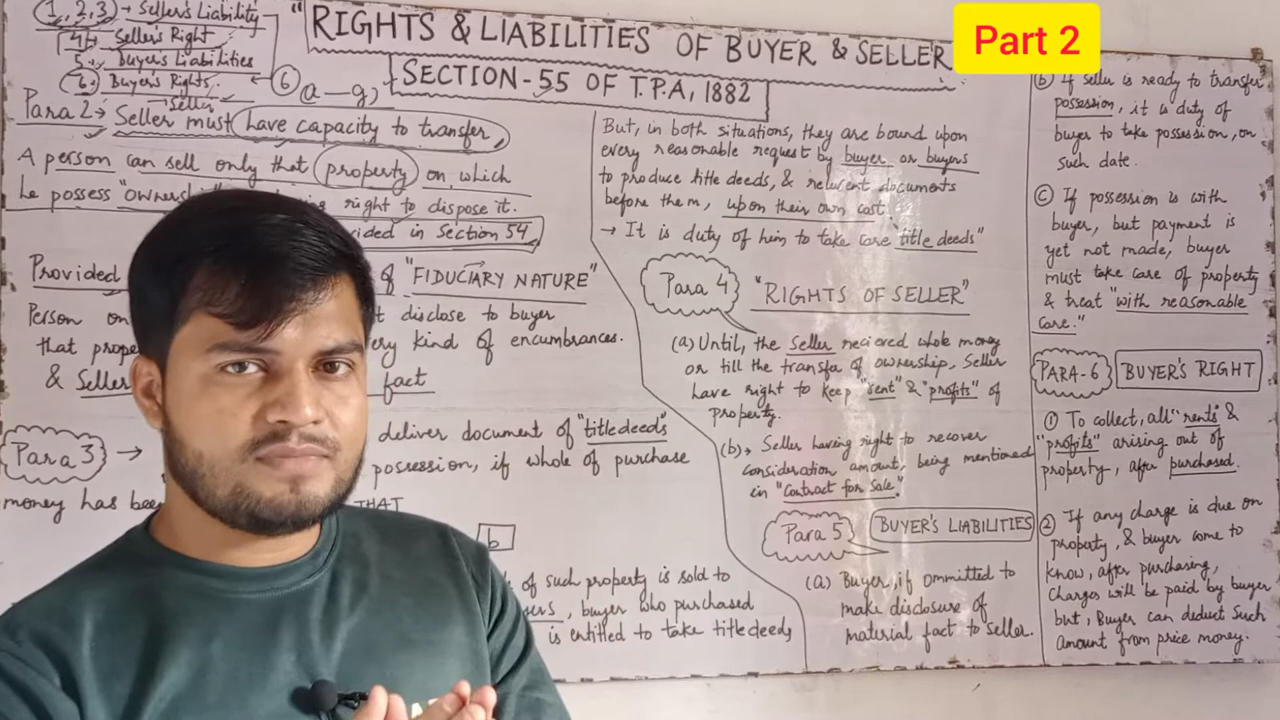 1, 2, 3) → Seller's Liability
4 → Seller's Right
5. Buyer's Liabilities
6. Buyer's Rights.
Seller
6 (a-g)
"RIGHTS & LIABILITIES OF BUYER & SELLER
SECTION-55 OF T.P.A, 1882
Part 2
Para 2 → Seller must have capacity to transfer
A person can sell only that property on which
he possess "ownership" right to dispose it.
in Section 54
Provided of "FIDUCIARY NATURE"
Person on disclose to buyer
that kind of encumbrances.
& Seller fact
Para 3 → deliver document of "title deeds"
possession, if whole of purchase
money has been
THAT
b
of such property is sold to
buyer who purchased
is entitled to take title deeds
But, in both situations, they are bound upon
every reasonable request by buyer or buyers
to produce title deeds, & relevent documents
before them, upon their own cost.
→ It is duty of him to take care title deeds"
Para 4
"RIGHTS OF SELLER"
(a) Until, the Seller recieved whole money
or till the transfer of ownership, Seller
have right to keep "rent" & "profits" of
property.
(b) → Seller having right to recover
consideration amount, being mentioned
in "Contract for Sale."
Para 5
BUYER'S LIABILITIES
(a) Buyer, if ommitted to
make disclosure of
material fact to Seller.
(b) If seller is ready to transfer
possession, it is duty of
buyer to take possession, on
such date.
(c) If possession is with
buyer, but payment is
yet not made, buyer
must take care of property
& treat "with reasonable
care."
PARA-6
BUYER'S RIGHT
1 To collect, all "rents" &
"profits" arising out of
property, after purchased.
2 If any charge is due on
property, & buyer come to
know, after purchasing,
charges will be paid by buyer
but, Buyer can deduct such
amount from price money.